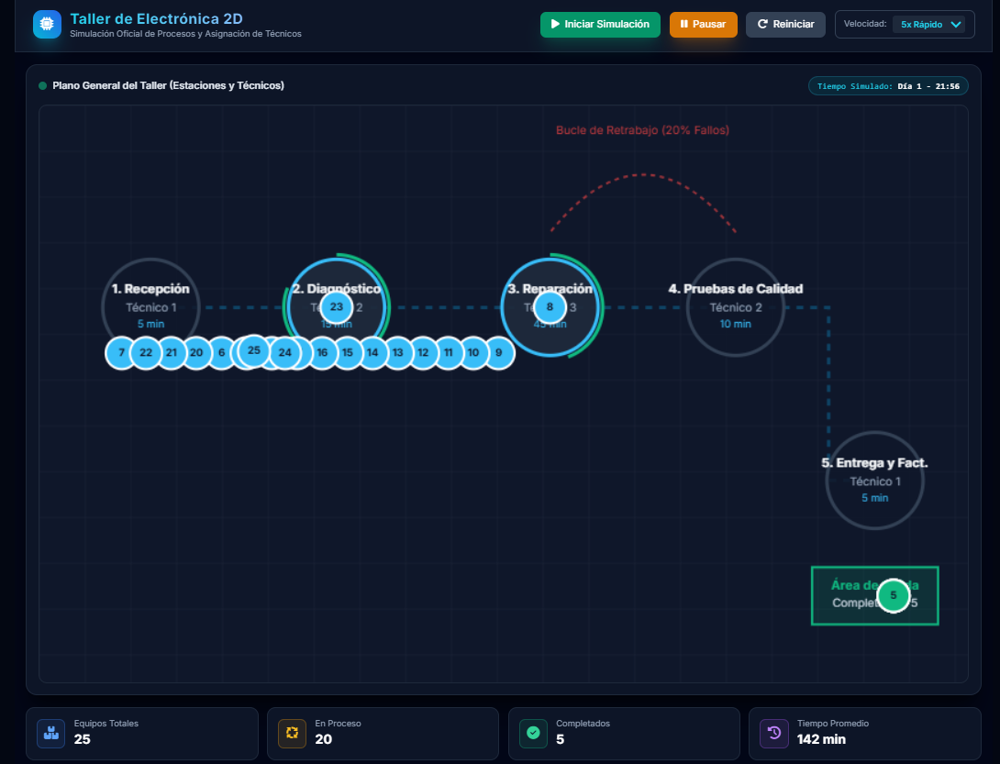 Taller de Electrónica 2D
Simulación Oficial de Procesos y Asignación de Técnicos
Iniciar Simulación
Pausar
Reiniciar
Velocidad: 5x Rápido
Plano General del Taller (Estaciones y Técnicos)
Tiempo Simulado: Día 1 - 21:56
Bucle de Retrabajo (20% Fallos)
1. Recepción
Técnico 1
5 min
2. Diagnóstico
23 2
15 min
3. Reparación
8 3
45 min
4. Pruebas de Calidad
Técnico 2
10 min
7 22 21 20 6 25 24 16 15 14 13 12 11 10 9
5. Entrega y Fact.
Técnico 1
5 min
Área de
5 5
Equipos Totales
25
En Proceso
20
Completados
5
Tiempo Promedio
142 min